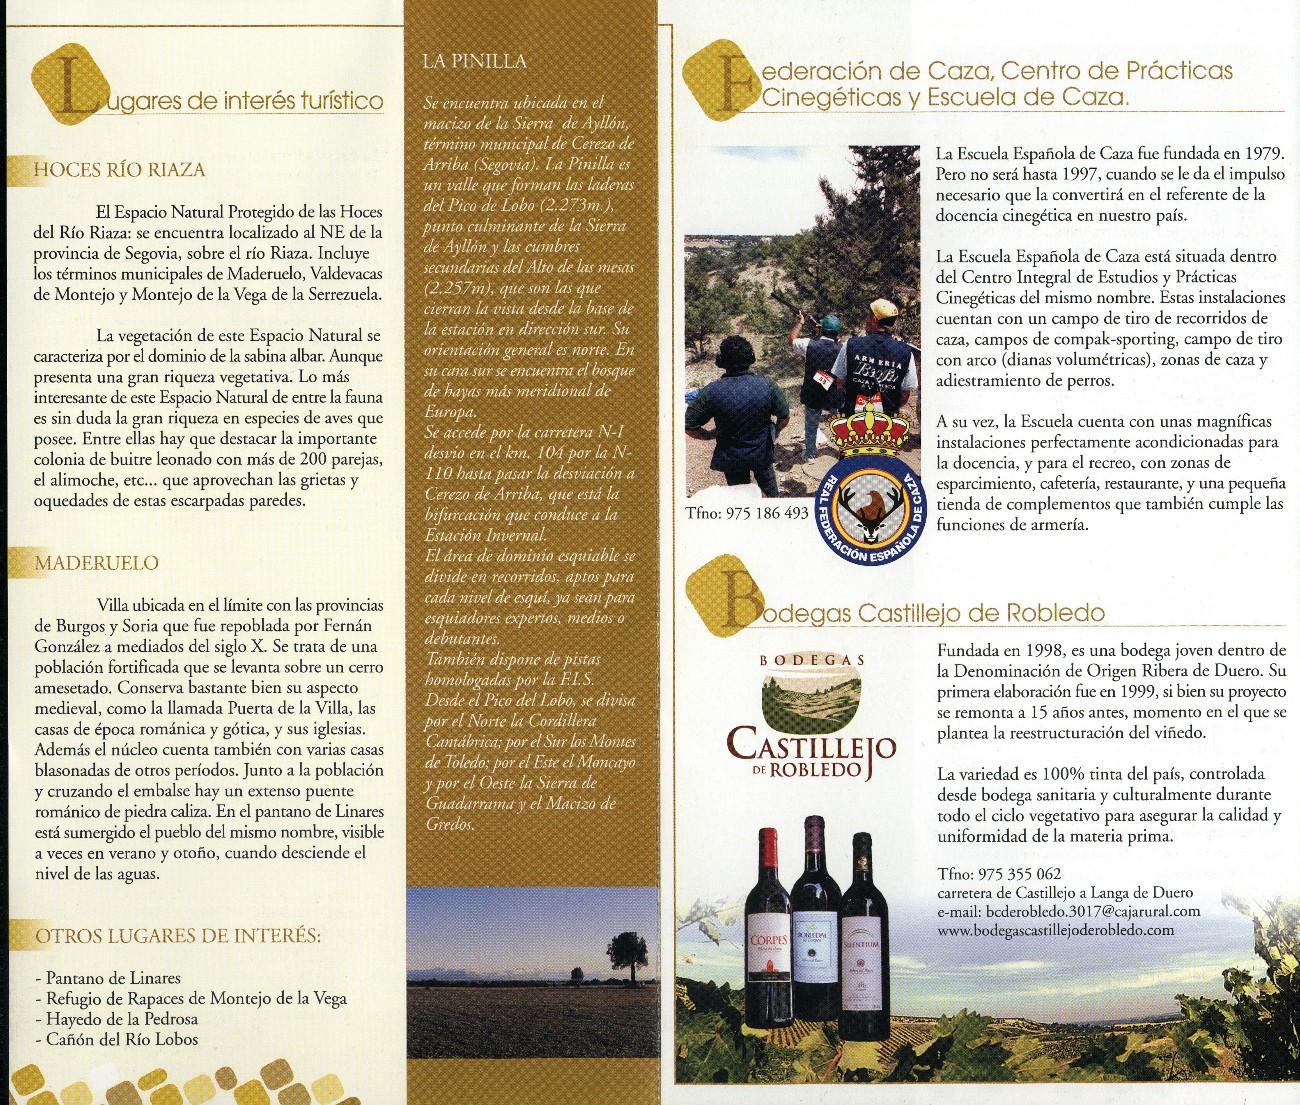 Lugares de interés turístico
HOCES RÍO RIAZA
El Espacio Natural Protegido de las Hoces
del Río Riaza: se encuentra localizado al NE de la
provincia de Segovia, sobre el río Riaza. Incluye
los términos municipales de Maderuelo, Valdevacas
de Montejo y Montejo de la Vega de la Serrezuela.
La vegetación de este Espacio Natural se
caracteriza por el dominio de la sabina albar. Aunque
presenta una gran riqueza vegetativa. Lo más
interesante de este Espacio Natural de entre la fauna
es sin duda la gran riqueza en especies de aves que
posee. Entre ellas hay que destacar la importante
colonia de buitre leonado con más de 200 parejas,
el alimoche, etc... que aprovechan las grietas y
oquedades de estas escarpadas paredes.
MADERUELO
Villa ubicada en el límite con las provincias
de Burgos y Soria que fue repoblada por Fernán
González a mediados del siglo X. Se trata de una
población fortificada que se levanta sobre un cerro
amesetado. Conserva bastante bien su aspecto
medieval, como la llamada Puerta de la Villa, las
casas de época románica y gótica, y sus iglesias.
Además el núcleo cuenta también con varias casas
blasonadas de otros períodos. Junto a la población
y cruzando el embalse hay un extenso puente
románico de piedra caliza. En el pantano de Linares
está sumergido el pueblo del mismo nombre, visible
a veces en verano y otoño, cuando desciende el
nivel de las aguas.
OTROS LUGARES DE INTERÉS:
- Pantano de Linares
- Refugio de Rapaces de Montejo de la Vega
- Hayedo de la Pedrosa
- Cañón del Río Lobos
LA PINILLA
Se encuentra ubicada en el
macizo de la Sierra de Ayllón,
término municipal de Cerezo de
Arriba (Segovia). La Pinilla es
un valle que forman las laderas
del Pico de Lobo (2.273m.),
punto culminante de la Sierra
de Ayllón y las cumbres
secundarias del Alto de las mesas
(2.257m), que son las que
cierran la vista desde la base de
la estación en dirección sur. Su
orientación general es norte. En
su cara sur se encuentra el bosque
de hayas más meridional de
Europa.
Se accede por la carretera N-I
desvío en el km. 104 por la N-
110 hasta pasar la desviación a
Cerezo de Arriba, que está la
bifurcación que conduce a la
Estación Invernal.
El área de dominio esquiable se
divide en recorridos, aptos para
cada nivel de esquí, ya sean para
esquiadores expertos, medios o
debutantes.
También dispone de pistas
homologadas por la F.I.S.
Desde el Pico del Lobo, se divisa
por el Norte la Cordillera
Cantábrica; por el Sur los Montes
de Toledo; por el Este el Moncayo
y por el Oeste la Sierra de
Guadarrama y el Macizo de
Gredos.
Federación de Caza, Centro de Prácticas
Cinegéticas y Escuela de Caza.
ARMERIA
REAL FEDERACIÓN ESPAÑOLA DE CAZA
Tfno: 975 186 493
La Escuela Española de Caza fue fundada en 1979.
Pero no será hasta 1997, cuando se le da el impulso
necesario que la convertirá en el referente de la
docencia cinegética en nuestro país.
La Escuela Española de Caza está situada dentro
del Centro Integral de Estudios y Prácticas
Cinegéticas del mismo nombre. Estas instalaciones
cuentan con un campo de tiro de recorridos de
caza, campos de compak-sporting, campo de tiro
con arco (dianas volumétricas), zonas de caza y
adiestramiento de perros.
A su vez, la Escuela cuenta con unas magníficas
instalaciones perfectamente acondicionadas para
la docencia, y para el recreo, con zonas de
esparcimiento, cafetería, restaurante, y una pequeña
tienda de complementos que también cumple las
funciones de armería.
Bodegas Castillejo de Robledo
BODEGAS
CASTILLEJO
DE ROBLEDO
CORPES
ROBLEDAL
SILENTIUM
Fundada en 1998, es una bodega joven dentro de
la Denominación de Origen Ribera de Duero. Su
primera elaboración fue en 1999, si bien su proyecto
se remonta a 15 años antes, momento en el que se
plantea la reestructuración del viñedo.
La variedad es 100% tinta del país, controlada
desde bodega sanitaria y culturalmente durante
todo el ciclo vegetativo para asegurar la calidad y
uniformidad de la materia prima.
Tfno: 975 355 062
carretera de Castillejo a Langa de Duero
e-mail: bcderobledo.3017@cajarural.com
www.bodegascastillejoderobledo.com